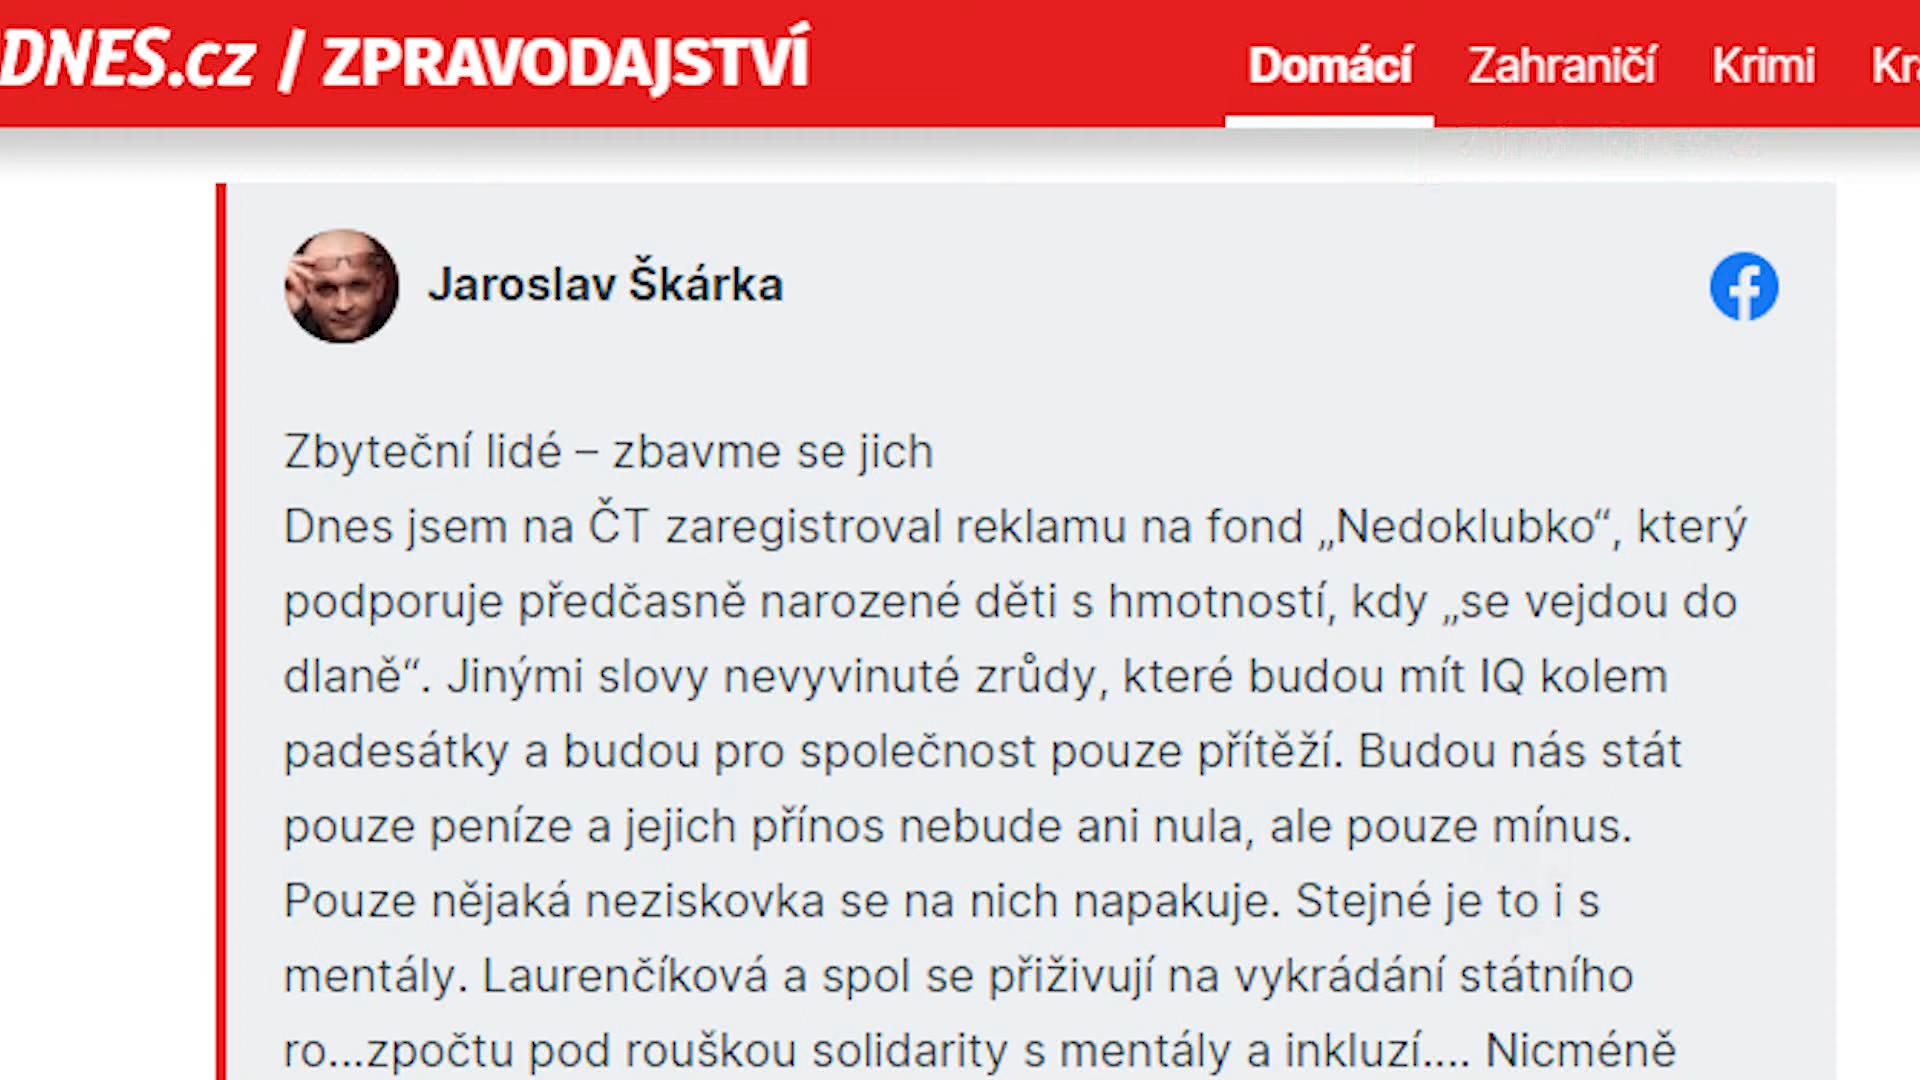 DNES.cz / ZPRAVODAJSTVÍ
Domácí Zahraničí Krimi
Jaroslav Škárka
Zbyteční lidé – zbavme se jich
Dnes jsem na ČT zaregistroval reklamu na fond „Nedoklubko“, který
podporuje předčasně narozené děti s hmotností, kdy „se vejdou do
dlaně“. Jinými slovy nevyvinuté zrůdy, které budou mít IQ kolem
padesátky a budou pro společnost pouze přítěží. Budou nás stát
pouze peníze a jejich přínos nebude ani nula, ale pouze mínus.
Pouze nějaká neziskovka se na nich napakuje. Stejné je to i s
mentály. Laurenčíková a spol se přiživují na vykrádání státního
ro...zpočtu pod rouškou solidarity s mentály a inkluzí.... Nicméně